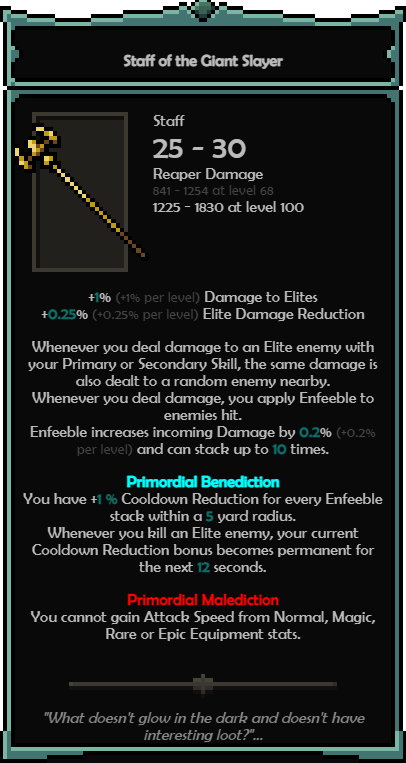 Staff of the Giant Slayer
Staff
25 - 30
Reaper Damage
841 - 1254 at level 68
1225 - 1830 at level 100
+1% (+1% per level) Damage to Elites
+0.25% (+0.25% per level) Elite Damage Reduction
Whenever you deal damage to an Elite enemy with
your Primary or Secondary Skill, the same damage is
also dealt to a random enemy nearby.
Whenever you deal damage, you apply Enfeeble to
enemies hit.
Enfeeble increases incoming Damage by 0.2% (+0.2%
per level) and can stack up to 10 times.
Primordial Benediction
You have +1 % Cooldown Reduction for every Enfeeble
stack within a 5 yard radius.
Whenever you kill an Elite enemy, your current
Cooldown Reduction bonus becomes permanent for
the next 12 seconds.
Primordial Malediction
You cannot gain Attack Speed from Normal, Magic,
Rare or Epic Equipment stats.
"What doesn't glow in the dark and doesn't have
interesting loot?"...